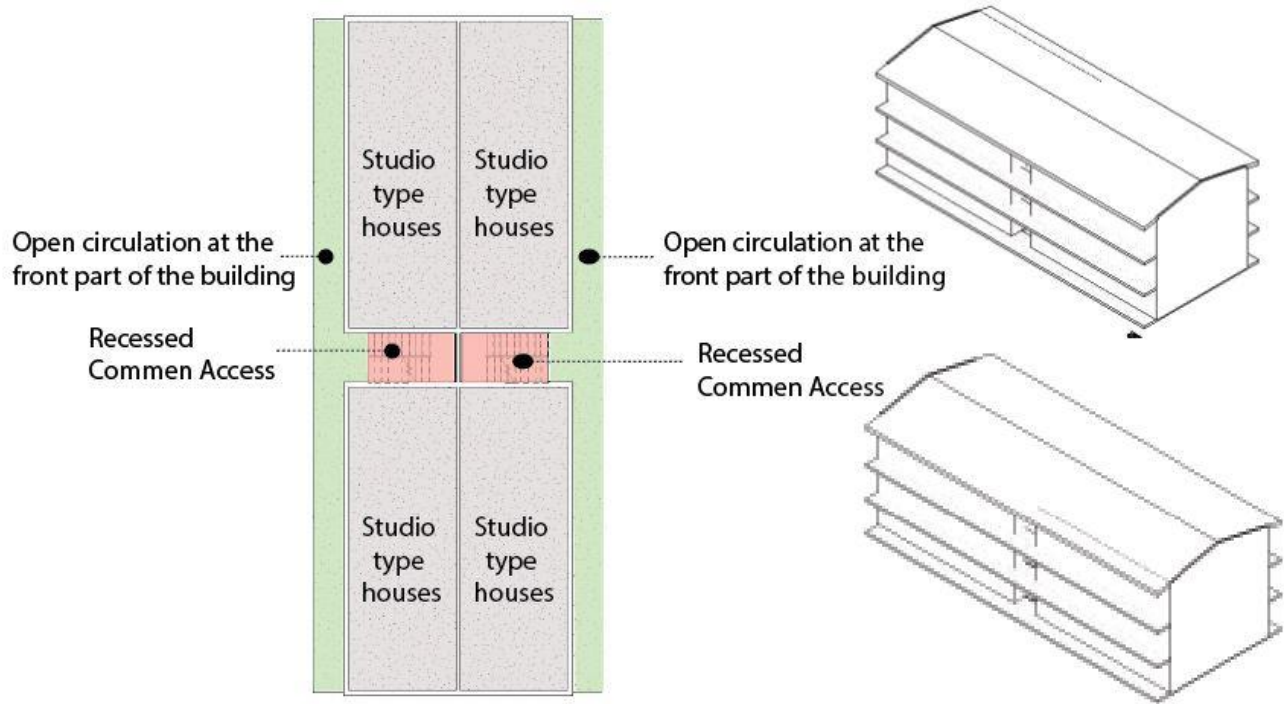 Studio
type
houses
Studio
type
houses
Open circulation at the
front part of the building
Open circulation at the
front part of the building
Recessed
Commen Access
Recessed
Commen Access
Studio
type
houses
Studio
type
houses